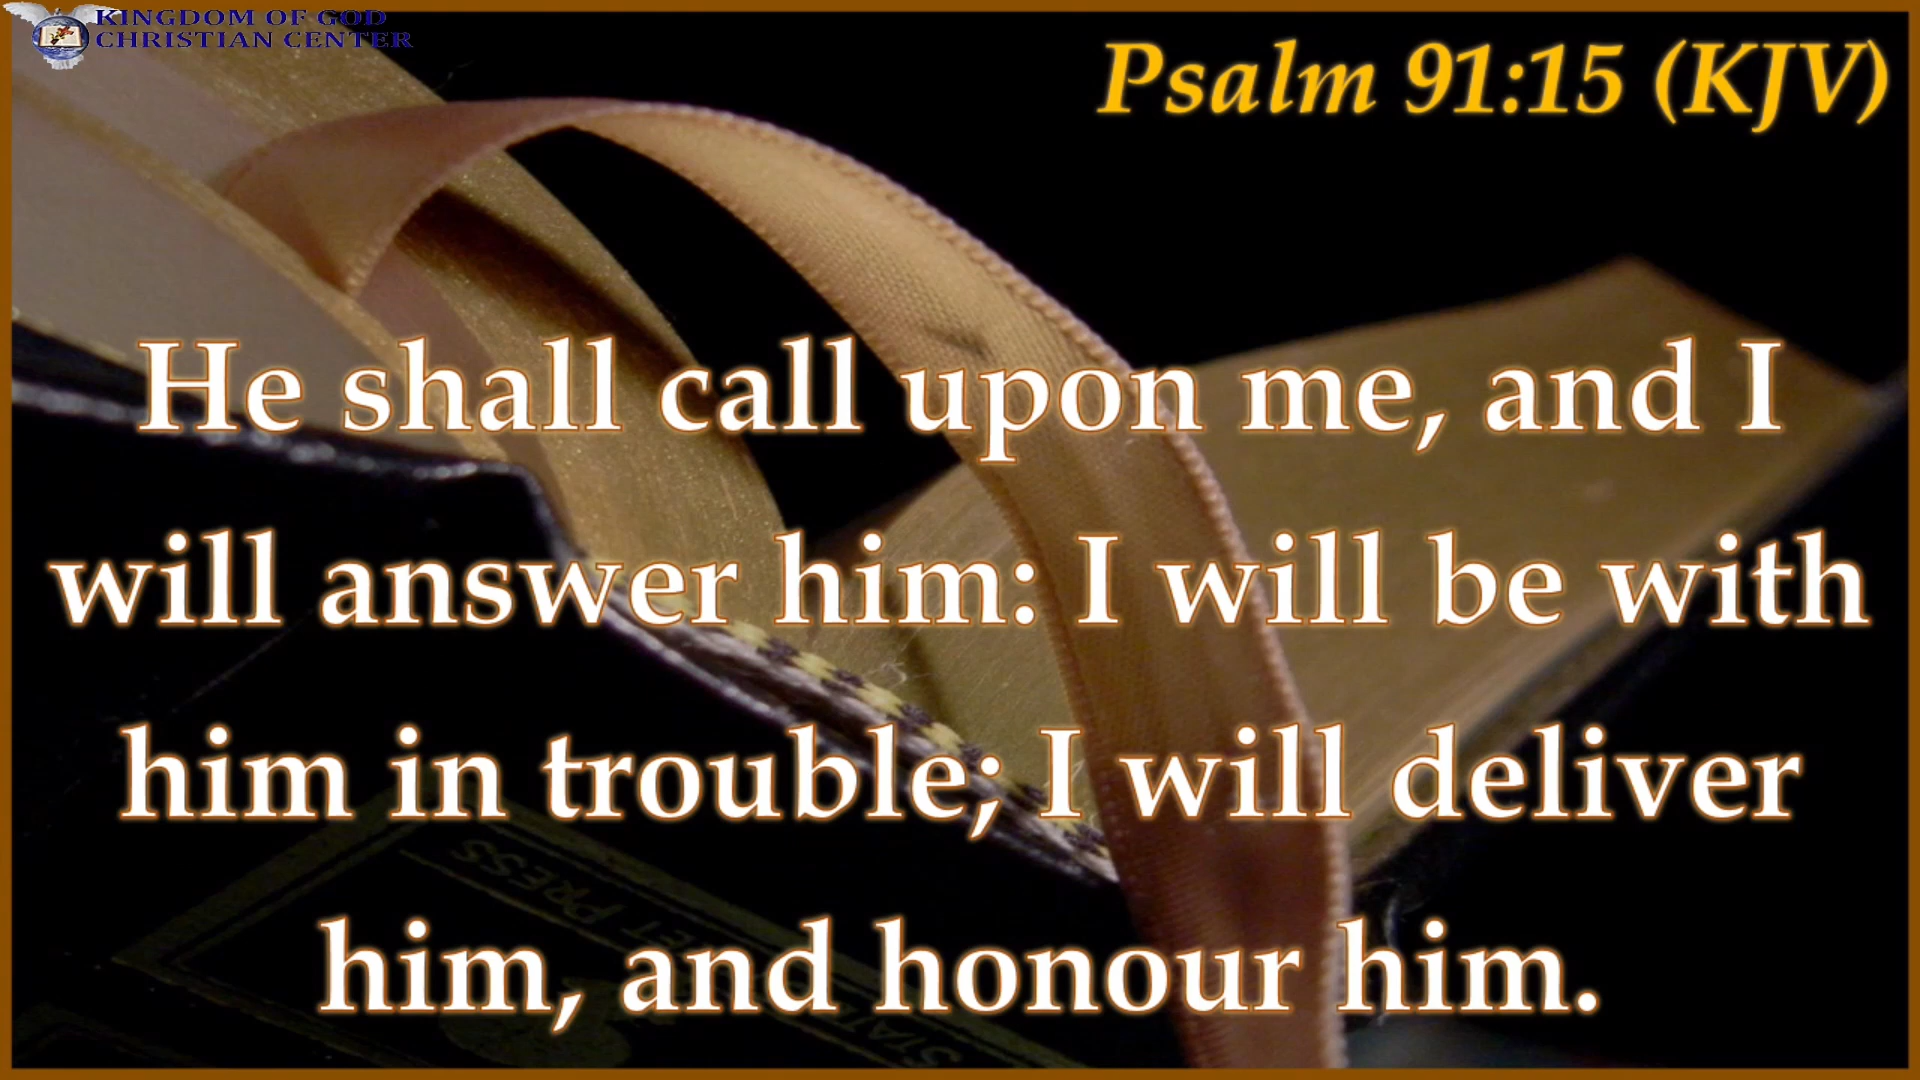 KINGDOM OF GOD
CHRISTIAN CENTER
Psalm 91:15 (KJV)
He shall call upon me, and I
will answer him: I will be with
him in trouble; I will deliver
him, and honour him.
PRESS